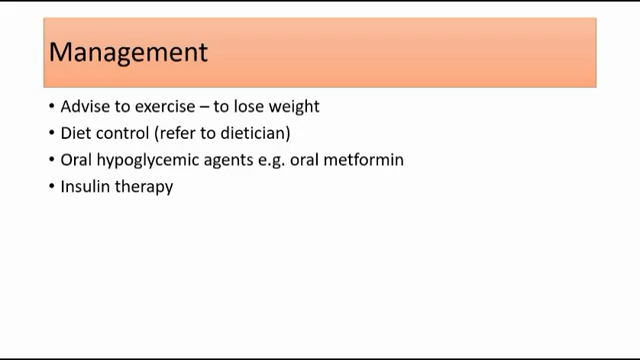 Management
• Advise to exercise – to lose weight
• Diet control (refer to dietician)
• Oral hypoglycemic agents e.g. oral metformin
• Insulin therapy